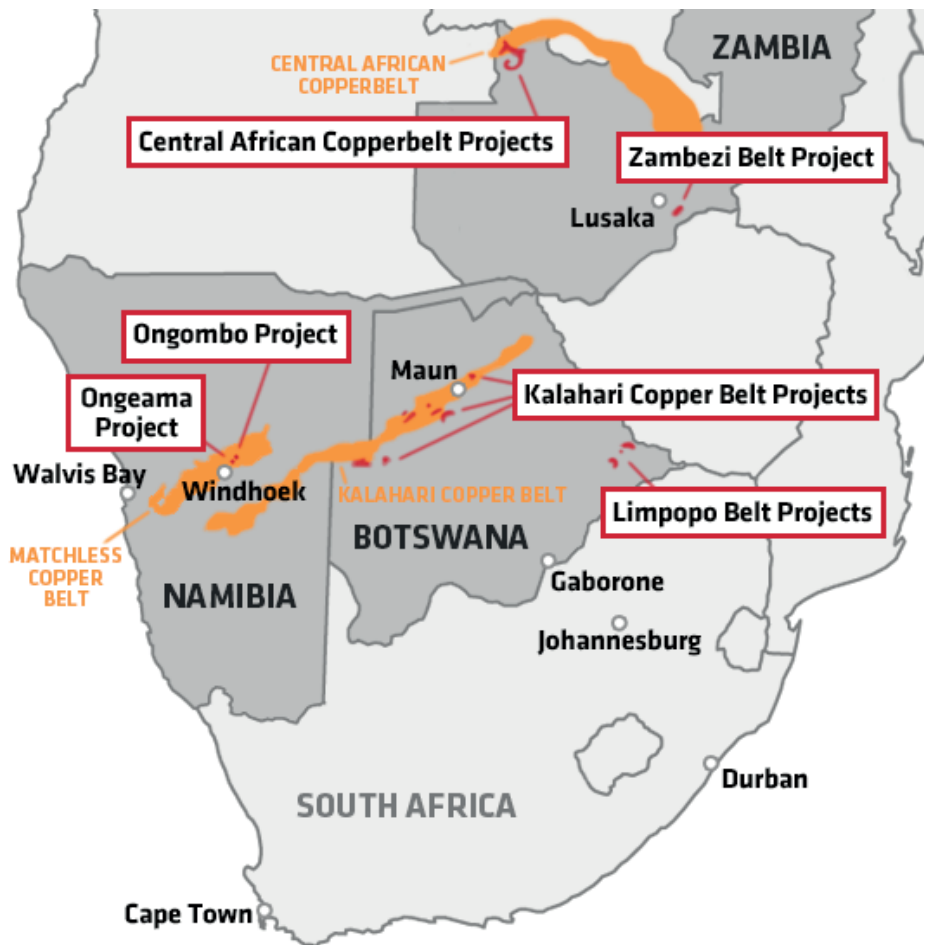 ZAMBIA
CENTRAL AFRICAN
COPPERBELT
Central African Copperbelt Projects
Zambezi Belt Project
Lusaka
Ongombo Project
Maun
Ongeama
Project
Kalahari Copper Belt Projects
Walvis Bay
Windhoek
KALAHARI COPPER BELT
Limpopo Belt Projects
BOTSWANA
MATCHLESS
COPPER
BELT
NAMIBIA
Gaborone
Johannesburg
Durban
SOUTH AFRICA
Cape Town